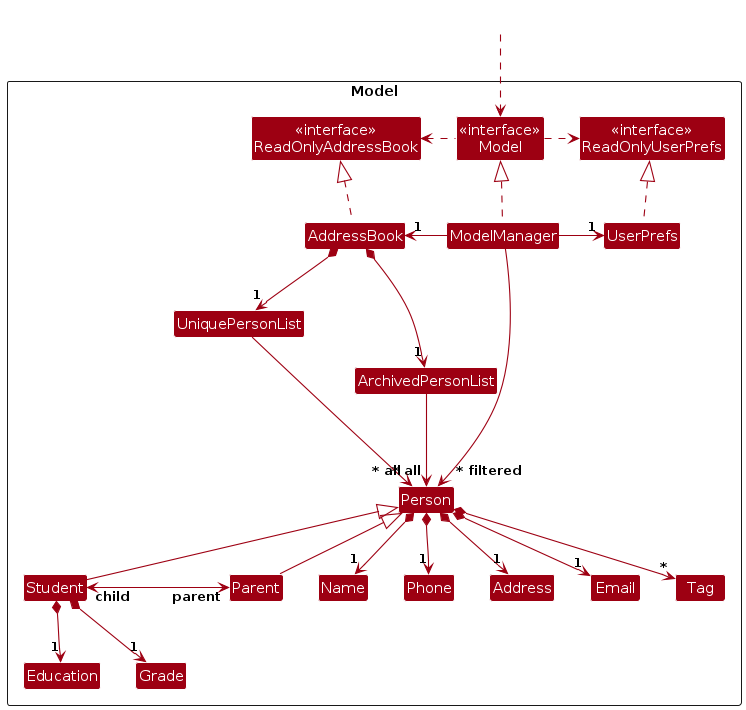 Model
«interface»
ReadOnlyAddressBook
«interface»
Model
«interface»
ReadOnlyUserPrefs
AddressBook
1
ModelManager
1
UserPrefs
1
UniquePersonList
1
ArchivedPersonList
* all
all
* filtered
Person
1
1
1
1
*
Student
child
parent
Parent
Name
Phone
Address
Email
Tag
1
1
Education
Grade